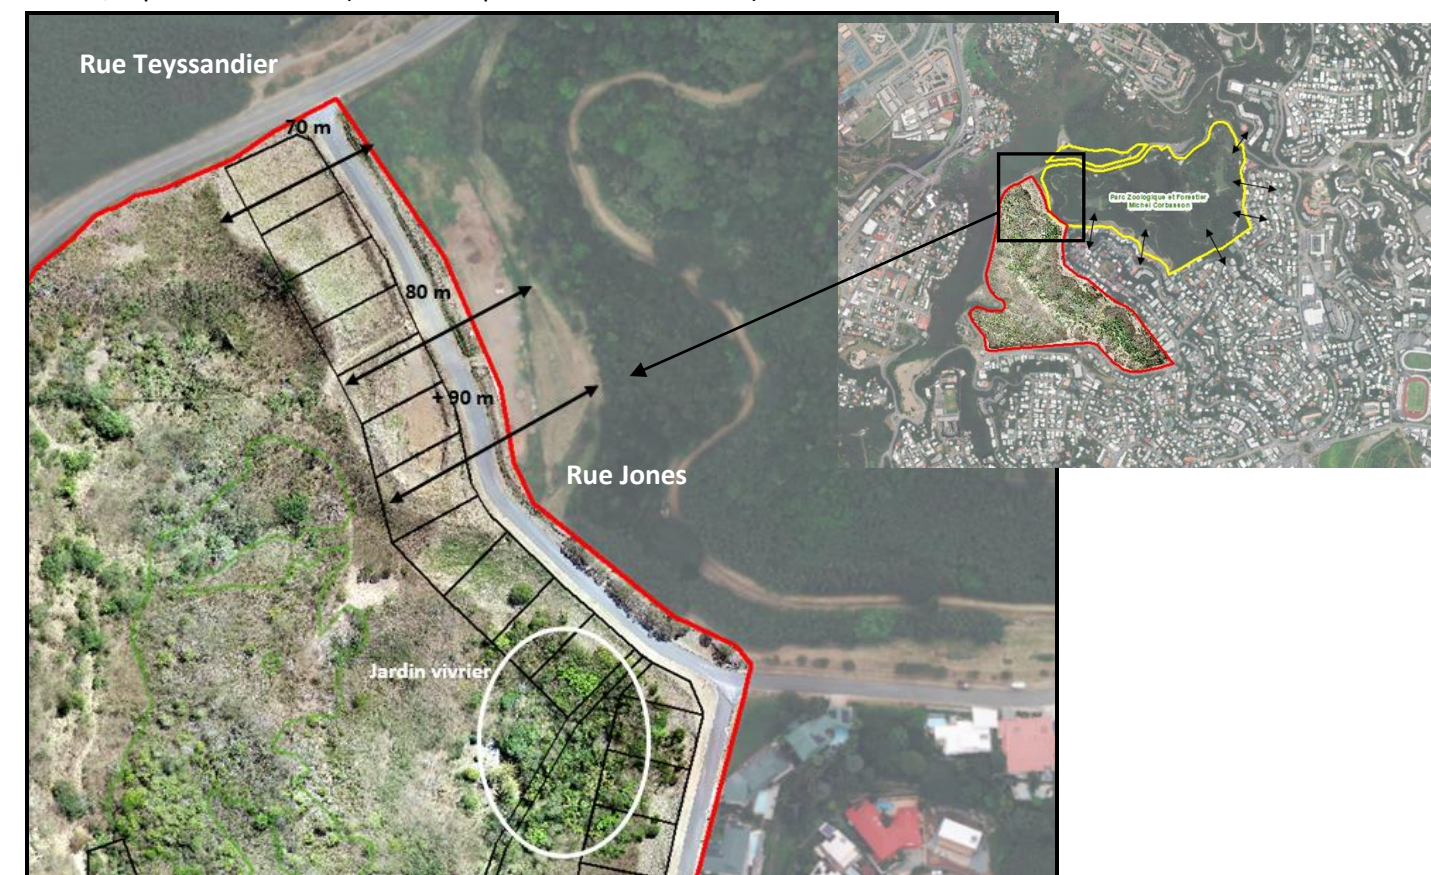 Rue Teyssandier
70 m
Parc Zoologique et Forestier
Michel Corbasson
80 m
+ 90 m
Rue Jones
Jardin vivrier